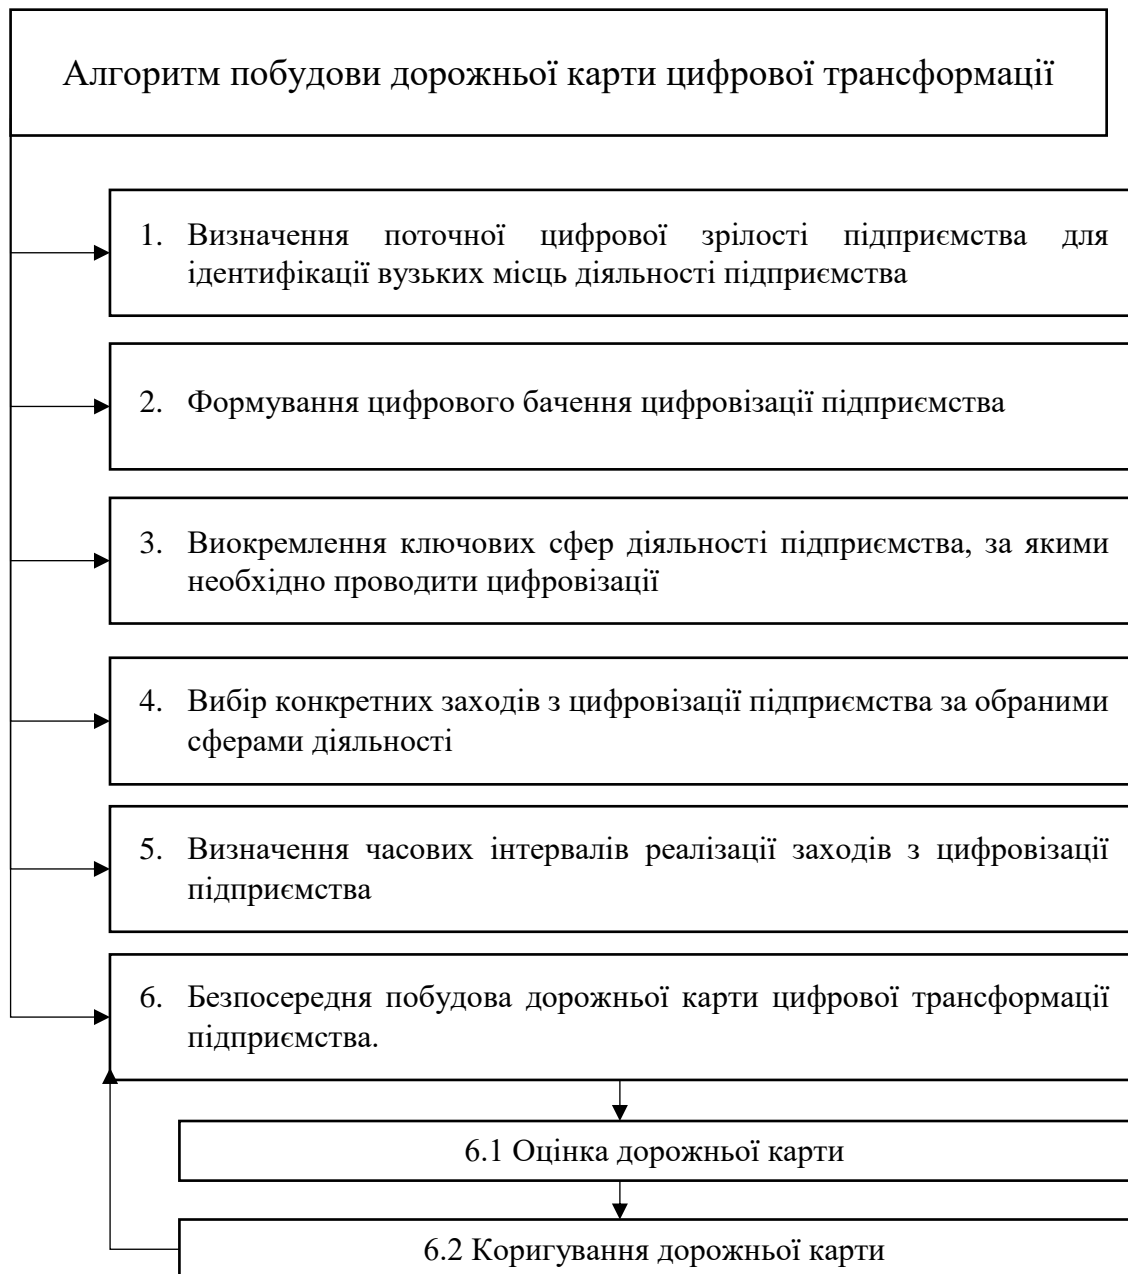 Алгоритм побудови дорожньої карти цифрової трансформації
1. Визначення поточної цифрової зрілості підприємства для
ідентифікації вузьких місць діяльності підприємства
2. Формування цифрового бачення цифровізації підприємства
3. Виокремлення ключових сфер діяльності підприємства, за якими
необхідно проводити цифровізації
4. Вибір конкретних заходів з цифровізації підприємства за обраними
сферами діяльності
5. Визначення часових інтервалів реалізації заходів з цифровізації
підприємства
6. Безпосередня побудова дорожньої карти цифрової трансформації
підприємства.
6.1 Оцінка дорожньої карти
6.2 Коригування дорожньої карти